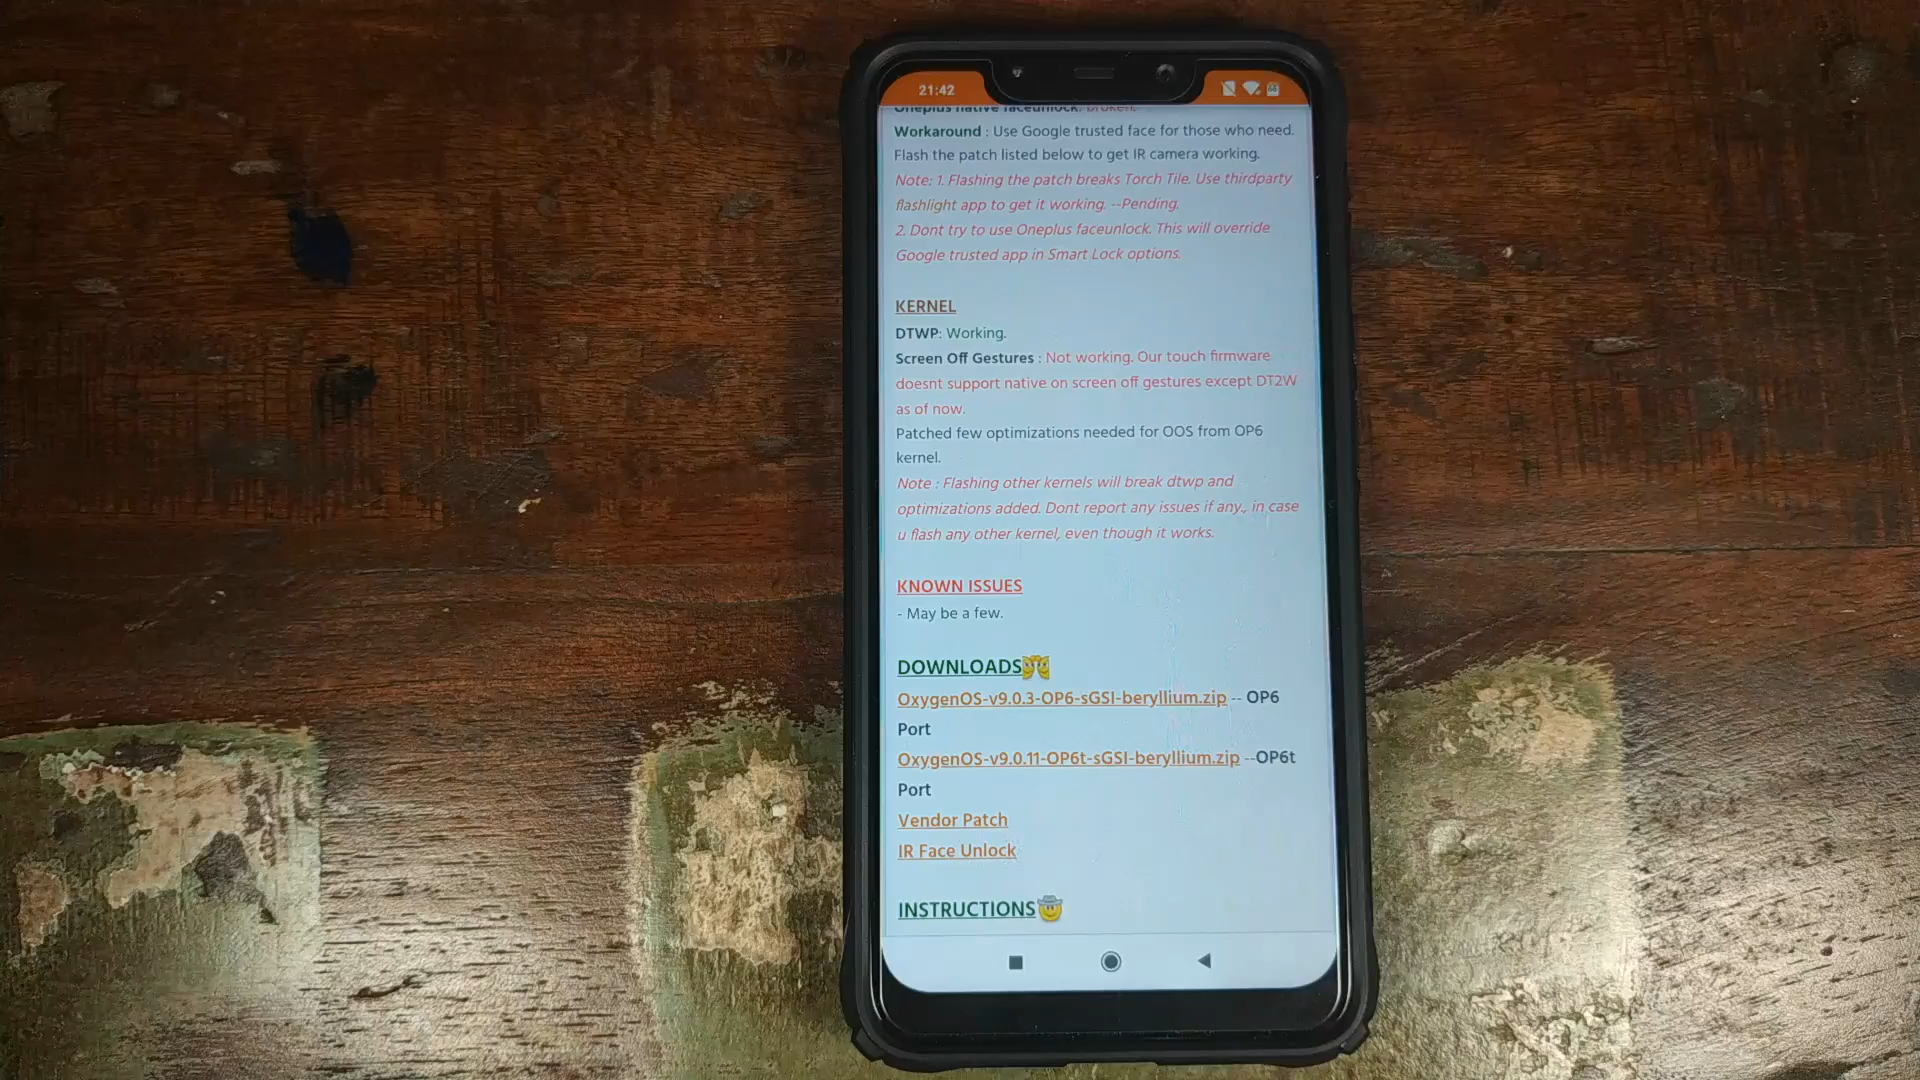 21:42
Oneplus native faceunlock: broken.
Workaround : Use Google trusted face for those who need.
Flash the patch listed below to get IR camera working.
Note: 1. Flashing the patch breaks Torch Tile. Use thirdparty
flashlight app to get it working. --Pending.
2. Dont try to use Oneplus faceunlock. This will override
Google trusted app in Smart Lock options.
KERNEL
DTWP: Working.
Screen Off Gestures : Not working. Our touch firmware
doesnt support native on screen off gestures except DT2W
as of now.
Patched few optimizations needed for OOS from OP6
kernel.
Note : Flashing other kernels will break dtwp and
optimizations added. Dont report any issues if any., in case
u flash any other kernel, even though it works.
KNOWN ISSUES
- May be a few.
DOWNLOADS
OxygenOS-v9.0.3-OP6-sGSI-beryllium.zip -- OP6
Port
OxygenOS-v9.0.11-OP6t-sGSI-beryllium.zip --OP6t
Port
Vendor Patch
IR Face Unlock
INSTRUCTIONS